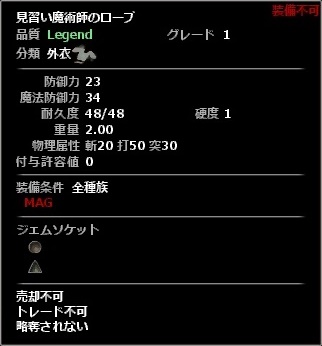 装備不可
見習い魔術師のローブ
品質 Legend グレード 1
分類 外衣
防御力 23
魔法防御力 34
耐久度 48/48 硬度 1
重量 2.00
物理属性 斬20 打50 突30
付与許容値 0
装備条件 全種族
MAG
ジェムソケット
売却不可
トレード不可
略奪されない